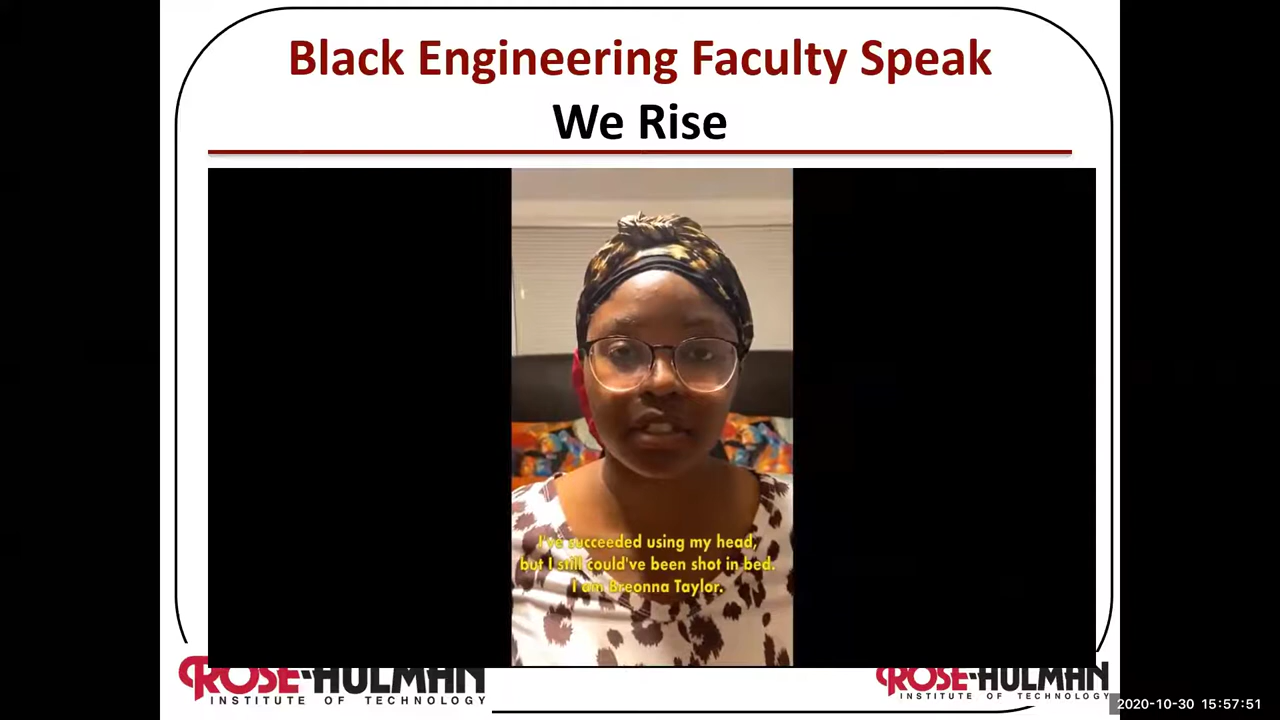 Black Engineering Faculty Speak
We Rise
I've succeeded using my head,
but I still could've been shot in bed.
I am Breonna Taylor.
ROSE-HULMAN
INSTITUTE OF TECHNOLOGY
ROSE-HULMAN
INSTITUTE OF TECHNOLOGY
2020-10-30 15:57:51